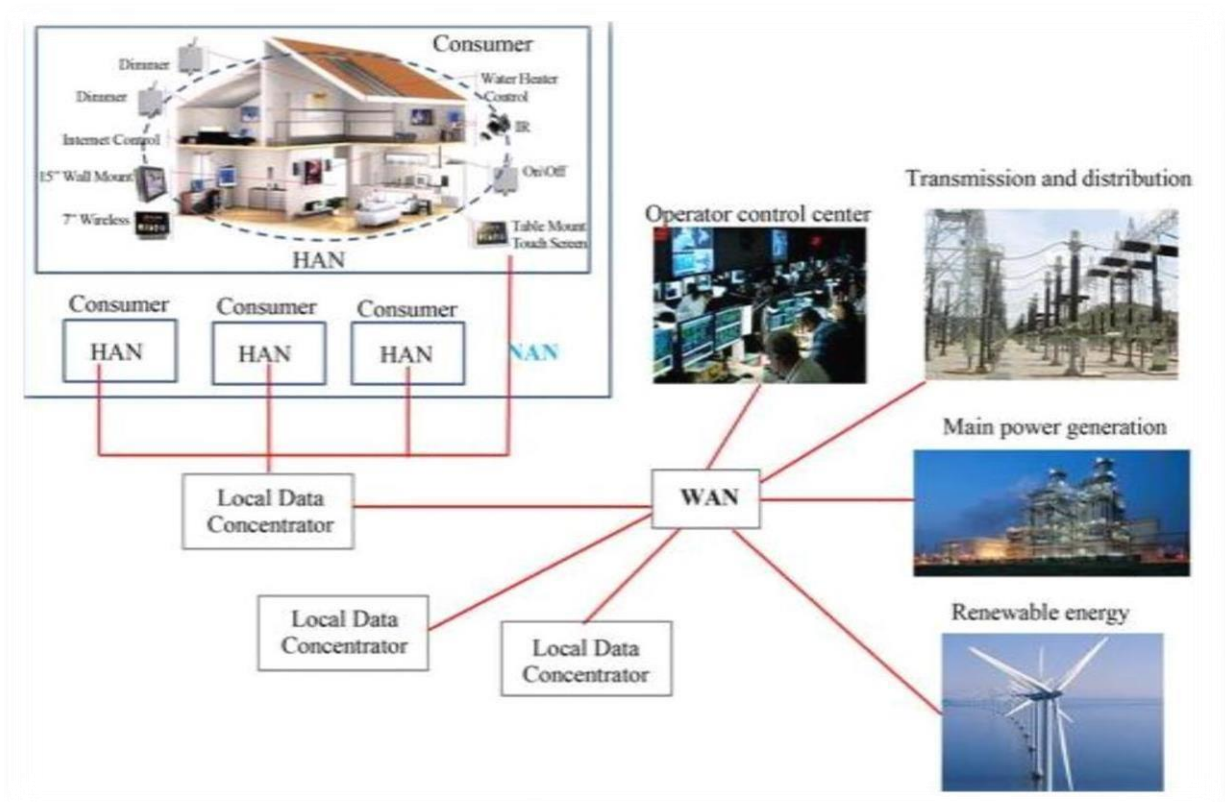 Consumer
Dimmer
Dimmer
Internet Control
15" Wall Mount
7" Wireless
Water Heater
Control
IR
On\Off
Table Mount
Touch Screen
HAN
Consumer
HAN
Consumer
HAN
Consumer
HAN
NAN
Local Data
Concentrator
Local Data
Concentrator
Local Data
Concentrator
WAN
Operator control center
Transmission and distribution
Main power generation
Renewable energy